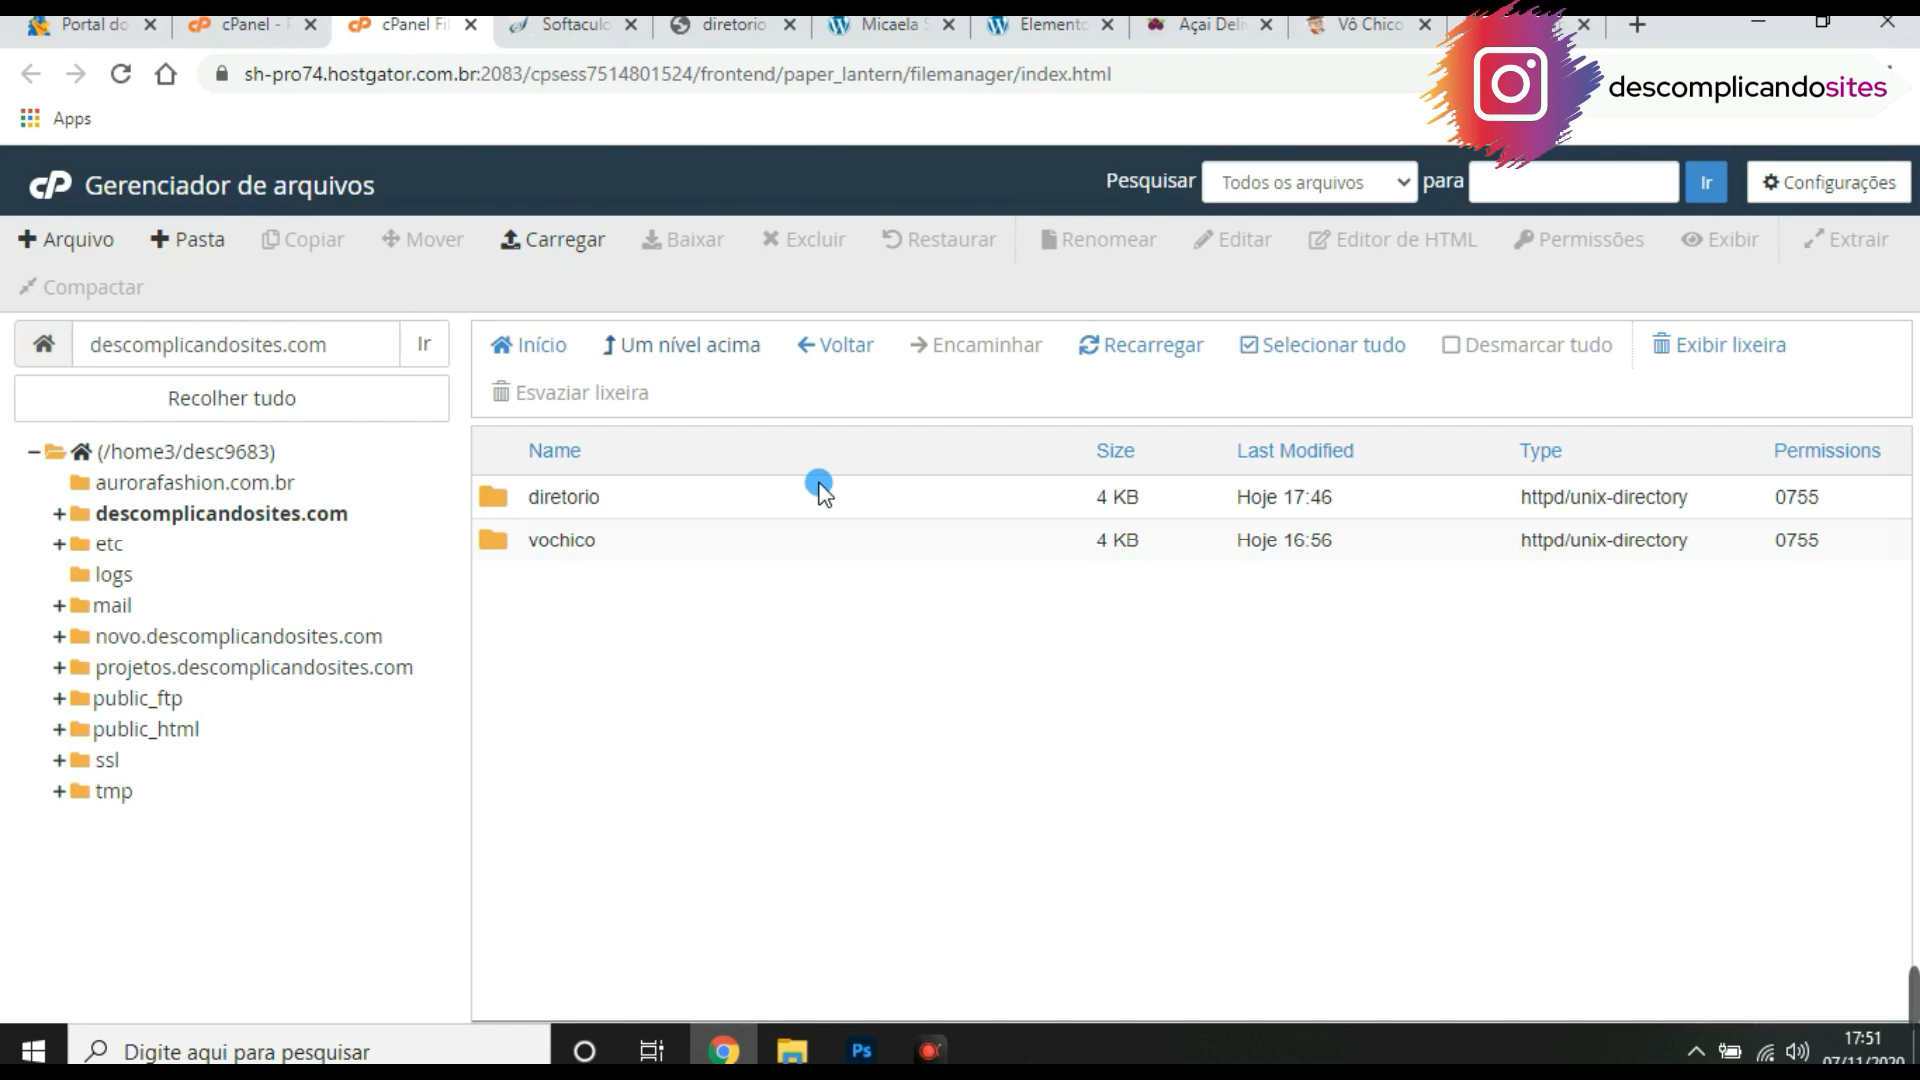 Portal do
cPanel -
cPanel Fi
Softacul
diretorio
Micaela
Elemento
Açai Deli
Vô Chico
sh-pro74.hostgator.com.br:2083/cpsess7514801524/frontend/paper_lantern/filemanager/index.html
descomplicandosites
Apps
cP Gerenciador de arquivos
Pesquisar Todos os arquivos para Ir Configurações
Arquivo Pasta Copiar Mover Carregar Baixar Excluir Restaurar Renomear Editar Editor de HTML Permissões Exibir Extrair
Compactar
descomplicandosites.com Ir
Início Um nível acima Voltar Encaminhar Recarregar Selecionar tudo Desmarcar tudo Exibir lixeira
Esvaziar lixeira
Recolher tudo
(/home3/desc9683)
aurorafashion.com.br
descomplicandosites.com
etc
logs
mail
novo.descomplicandosites.com
projetos.descomplicandosites.com
public_ftp
public_html
ssl
tmp
Name Size Last Modified Type Permissions
diretorio 4 KB Hoje 17:46 httpd/unix-directory 0755
vochico 4 KB Hoje 16:56 httpd/unix-directory 0755
Digite aqui para pesquisar
Ps
17:51
07/11/2020